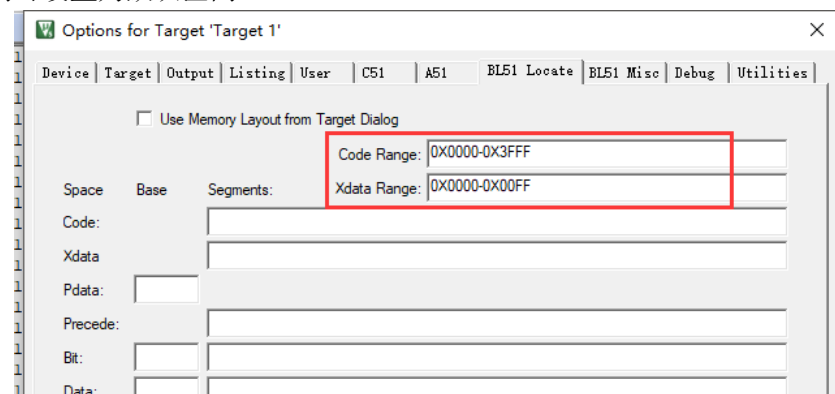 Options for Target 'Target 1'
Device Target Output Listing User C51 A51 BL51 Locate BL51 Misc Debug Utilities
Use Memory Layout from Target Dialog
Code Range: 0X0000-0X3FFF
Space Base Segments: Xdata Range: 0X0000-0X00FF
Code:
Xdata
Pdata:
Precede:
Bit:
Data: